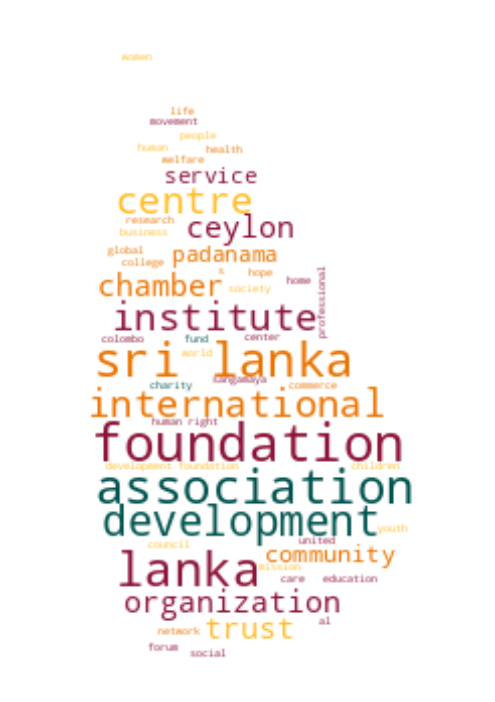 women
life
movement
people
human
health
welfare
service
centre
research
ceylon
business
global
padanama
college
s
hope
chamber
home
society
professional
institute
colombo
fund
center
world
sri lanka
sangamaya
charity
commerce
international
human right
foundation
development foundation
children
association
development
youth
united
council
community
lanka
mission
care
education
organization
al
trust
network
forum
social